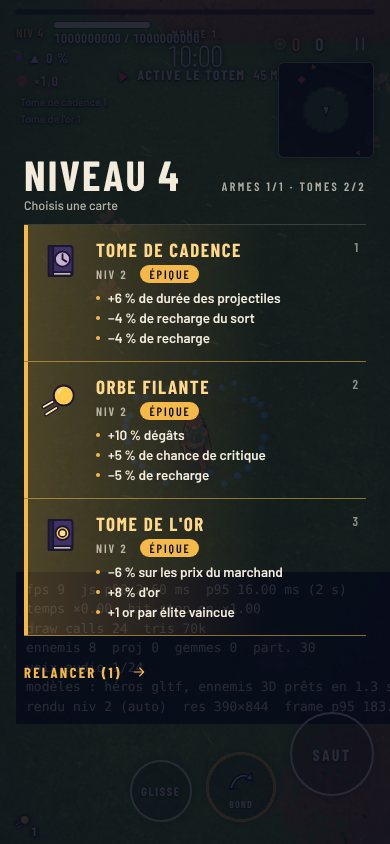 NIV 4
1000000000 / 1000000000
MONDE 1
10:00
0 0
▲ 0 %
×1,0
ACTIVE LE TOTEM 45 M
Tome de cadence 1
Tome de l'or 1
NIVEAU 4
ARMES 1/1 · TOMES 2/2
Choisis une carte
TOME DE CADENCE
1
NIV 2 ÉPIQUE
• +6 % de durée des projectiles
• −4 % de recharge du sort
• −4 % de recharge
ORBE FILANTE
2
NIV 2 ÉPIQUE
• +10 % dégâts
• +5 % de chance de critique
• −5 % de recharge
TOME DE L'OR
3
NIV 2 ÉPIQUE
• −6 % sur les prix du marchand
• +8 % d'or
• +1 or par élite vaincue
fps 9 ms p95 16.00 ms (2 s)
temps ×0.00
draw calls 24 tris 70k
ennemis 8 proj 0 gemmes 0 part. 30
RELANCER (1) →
modèles : héros gltf, ennemis 3D prêts en 1.3 s
rendu niv 2 (auto) res 390×844 frame p95 183.
SAUT
GLISSE
BOND
1